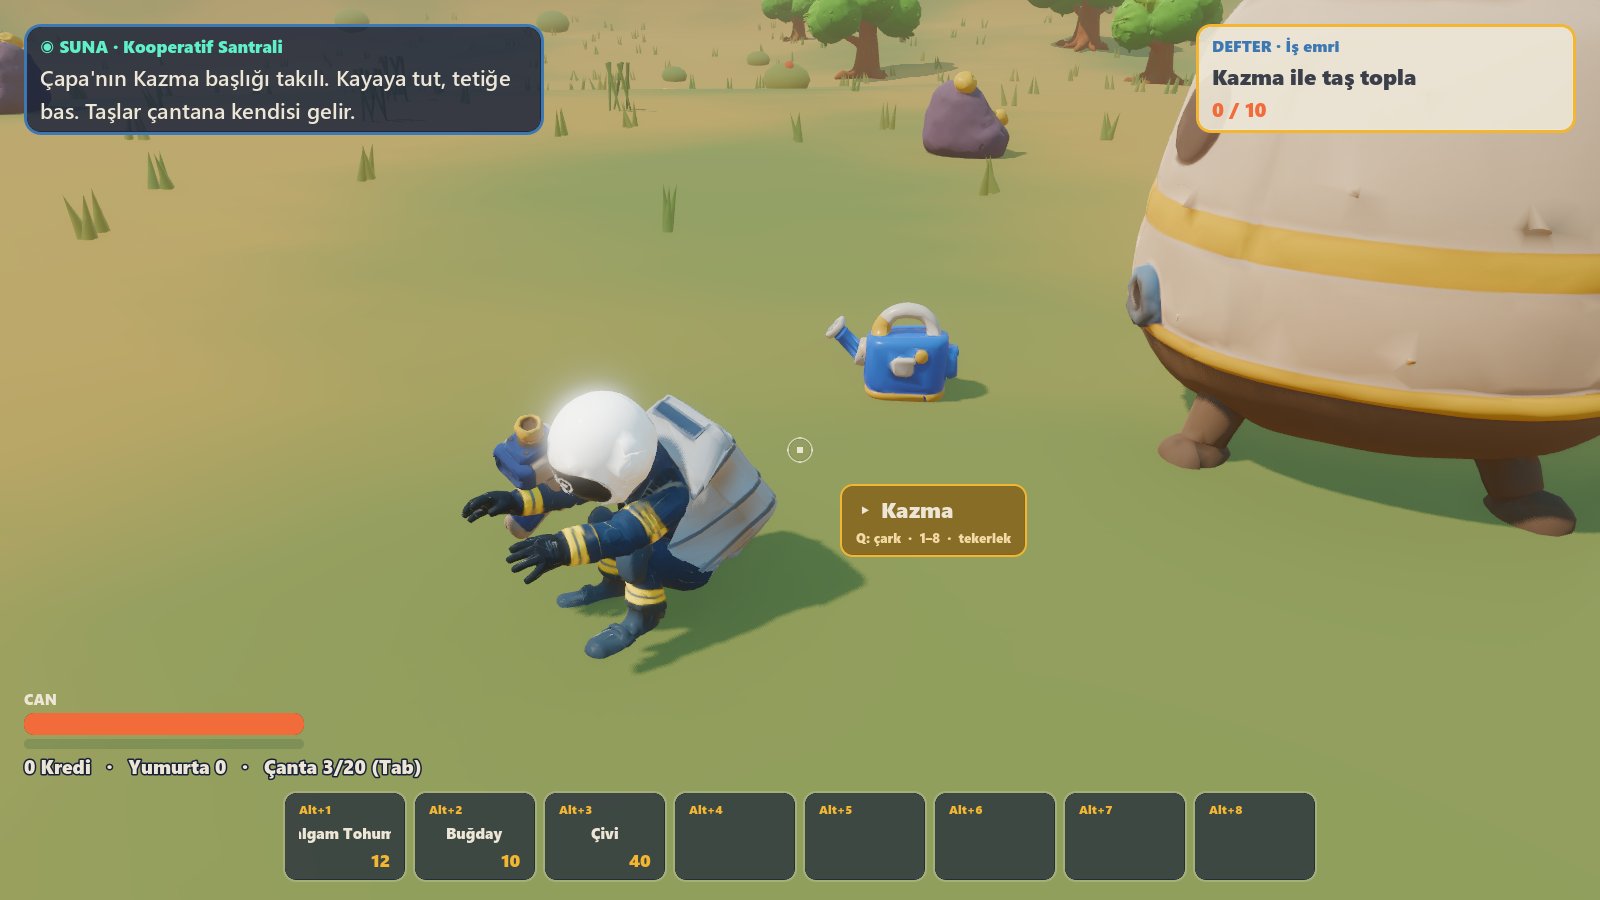 ◉ SUNA · Kooperatif Santrali
Çapa'nın Kazma başlığı takılı. Kayaya tut, tetiğe
bas. Taşlar çantana kendisi gelir.
DEFTER · İş emri
Kazma ile taş topla
0 / 10
▸ Kazma
Q: çark · 1–8 · tekerlek
CAN
0 Kredi · Yumurta 0 · Çanta 3/20 (Tab)
Alt+1 Alt+2 Alt+3 Alt+4 Alt+5 Alt+6 Alt+7 Alt+8
lgam Tohum Buğday Çivi
12 10 40